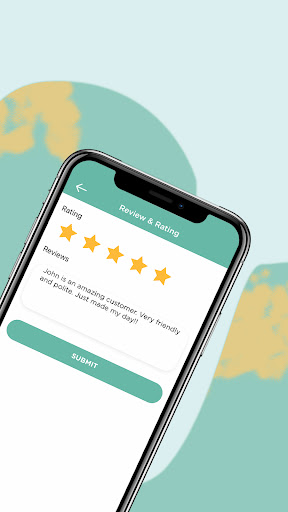 Review & Rating
Rating
Reviews
John is an amazing customer. Very friendly
and polite. Just made my day!!
SUBMIT